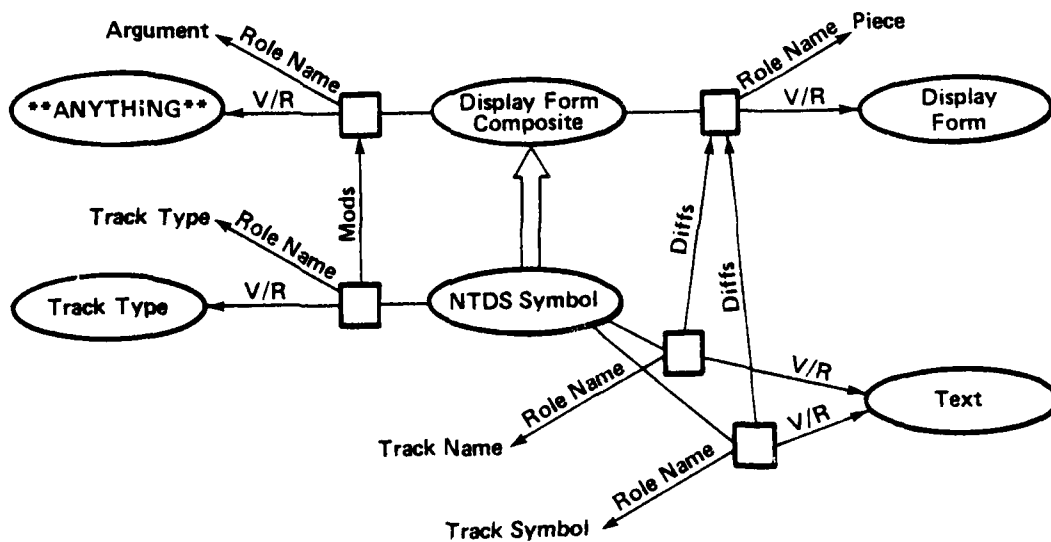 Argument
Role Name
Role Name
Piece
**ANYTHING**
V/R
Display Form
Composite
V/R
Display
Form
Mods
Track Type
Role Name
Diffs
Diffs
Track Type
V/R
NTDS Symbol
V/R
Text
Role Name
V/R
Track Name
Role Name
Track Symbol